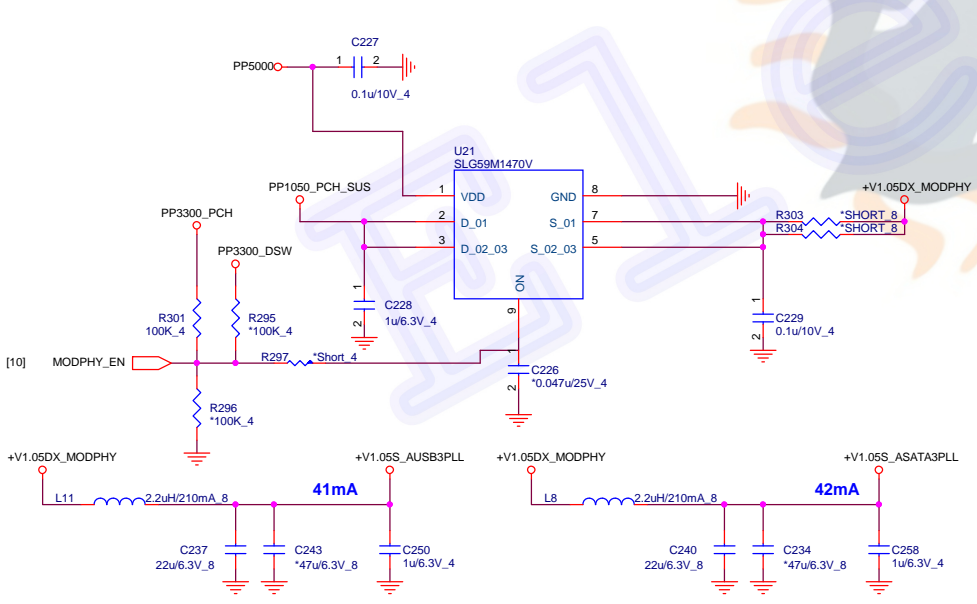 C227
PP5000
1
2
0.1u/10V_4
U21
SLG59M1470V
PP1050_PCH_SUS
+V1.05DX_MODPHY
1
VDD
GND
8
PP3300_PCH
2
D_01
S_01
7
R303
*SHORT_8
R304
*SHORT_8
3
D_02_03
S_02_03
5
PP3300_DSW
ON
9
1
C228
1u/6.3V_4
2
1
C229
0.1u/10V_4
2
R301
100K_4
R295
*100K_4
[10]
MODPHY_EN
R297
*Short_4
1
C226
*0.047u/25V_4
2
R296
*100K_4
+V1.05DX_MODPHY
+V1.05S_AUSB3PLL
+V1.05DX_MODPHY
+V1.05S_ASATA3PLL
L11
2.2uH/210mA_8
41mA
L8
2.2uH/210mA_8
42mA
C237
22u/6.3V_8
C243
*47u/6.3V_8
C250
1u/6.3V_4
C240
22u/6.3V_8
C234
*47u/6.3V_8
C258
1u/6.3V_4